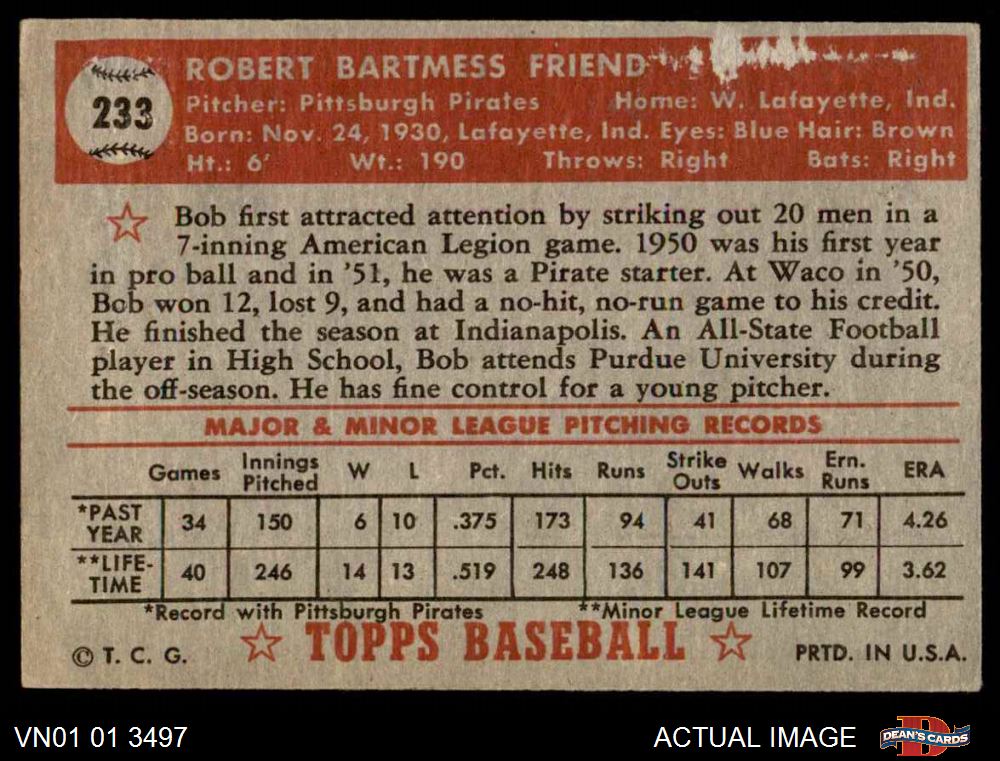 233
ROBERT BARTMESS FRIEND
Pitcher: Pittsburgh Pirates Home: W. Lafayette, Ind.
Born: Nov. 24, 1930, Lafayette, Ind. Eyes: Blue Hair: Brown
Ht.: 6' Wt.: 190 Throws: Right Bats: Right
Bob first attracted attention by striking out 20 men in a
7-inning American Legion game. 1950 was his first year
in pro ball and in '51, he was a Pirate starter. At Waco in '50,
Bob won 12, lost 9, and had a no-hit, no-run game to his credit.
He finished the season at Indianapolis. An All-State Football
player in High School, Bob attends Purdue University during
the off-season. He has fine control for a young pitcher.
MAJOR & MINOR LEAGUE PITCHING RECORDS
Games Innings Pitched W L Pct. Hits Runs Strike Outs Walks Ern. Runs ERA
*PAST YEAR 34 150 6 10 .375 173 94 41 68 71 4.26
**LIFE-TIME 40 246 14 13 .519 248 136 141 107 99 3.62
*Record with Pittsburgh Pirates **Minor League Lifetime Record
© T. C. G. TOPPS BASEBALL PRTD. IN U.S.A.
VN01 01 3497 ACTUAL IMAGE DEAN'S CARDS